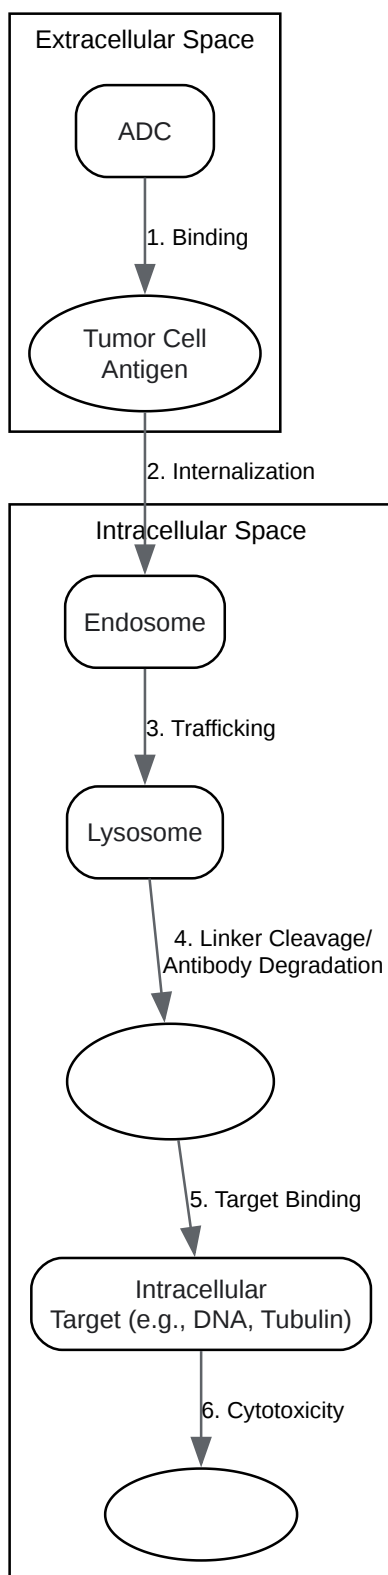 Extracellular Space
ADC
1. Binding
Tumor Cell
Antigen
2. Internalization
Intracellular Space
Endosome
3. Trafficking
Lysosome
4. Linker Cleavage/
Antibody Degradation
5. Target Binding
Intracellular
Target (e.g., DNA, Tubulin)
6. Cytotoxicity